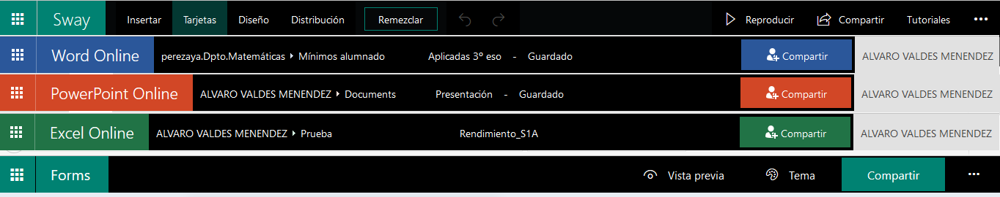 Sway Insertar Tarjetas Diseño Distribución Remezclar Reproducir Compartir Tutoriales
Word Online perezaya.Dpto.Matemáticas Mínimos alumnado Aplicadas 3º eso - Guardado Compartir ALVARO VALDES MENENDEZ
PowerPoint Online ALVARO VALDES MENENDEZ Documents Presentación - Guardado Compartir ALVARO VALDES MENENDEZ
Excel Online ALVARO VALDES MENENDEZ Prueba Rendimiento_S1A Compartir ALVARO VALDES MENENDEZ
Forms Vista previa Tema Compartir